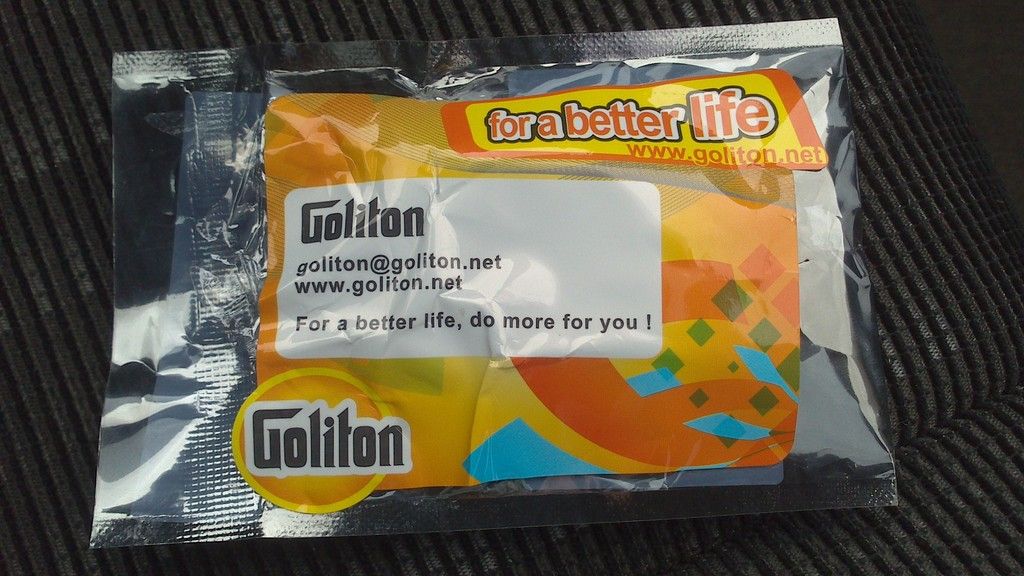 for a better life
www.goliton.net
Goliton
goliton@goliton.net
www.goliton.net
For a better life, do more for you !
Goliton